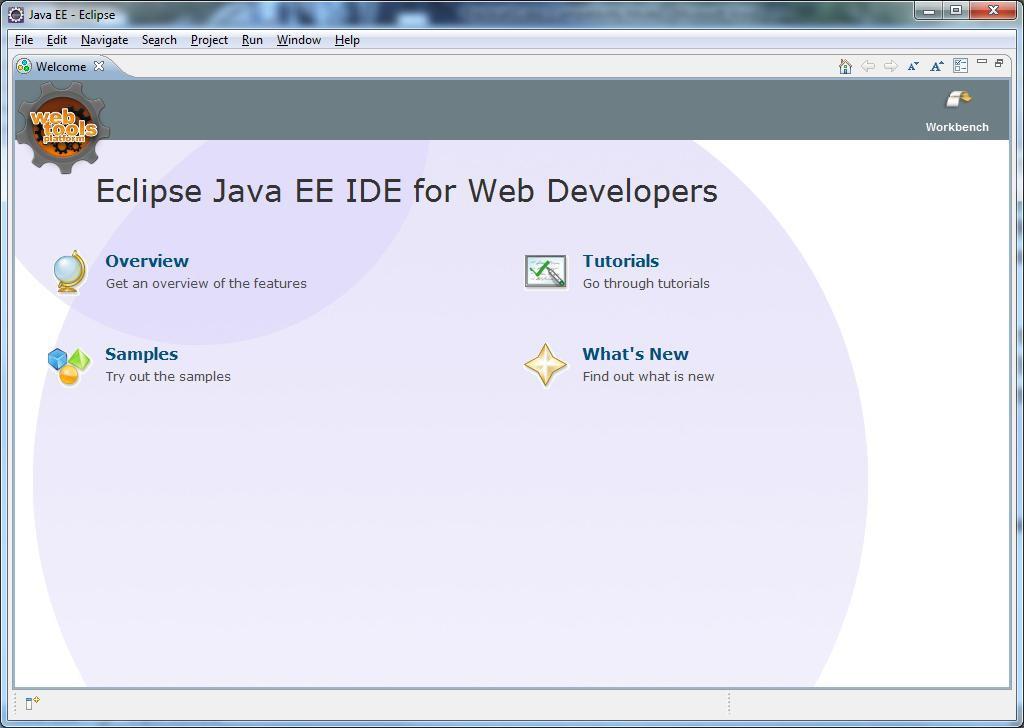 Java EE - Eclipse
File Edit Navigate Search Project Run Window Help
Welcome
web
tools
platform
Workbench
Eclipse Java EE IDE for Web Developers
Overview
Get an overview of the features
Tutorials
Go through tutorials
Samples
Try out the samples
What's New
Find out what is new